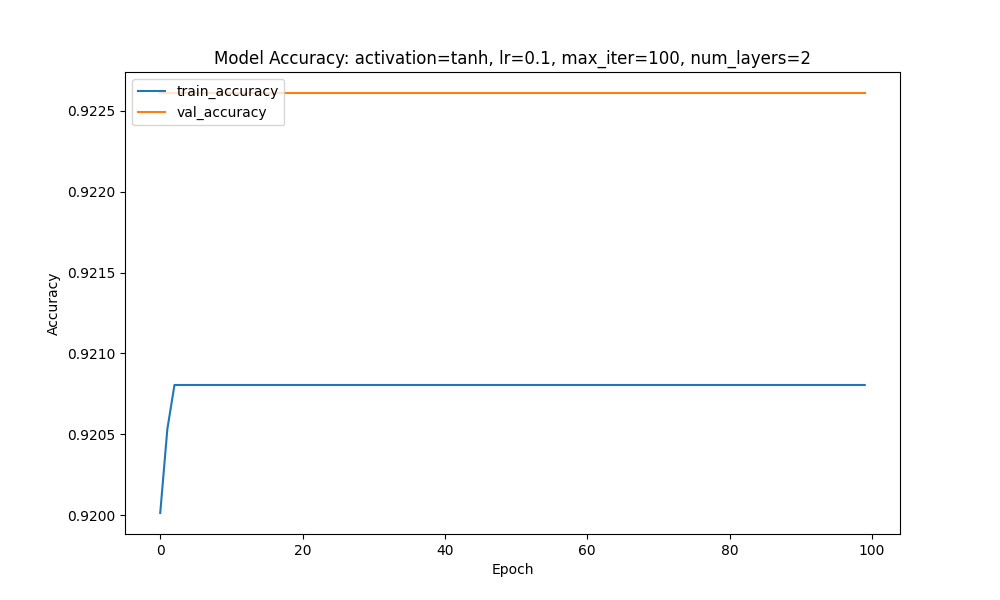 Model Accuracy: activation=tanh, lr=0.1, max_iter=100, num_layers=2
train_accuracy
val_accuracy
0.9225
0.9220
0.9215
0.9210
0.9205
0.9200
Accuracy
0 20 40 60 80 100
Epoch